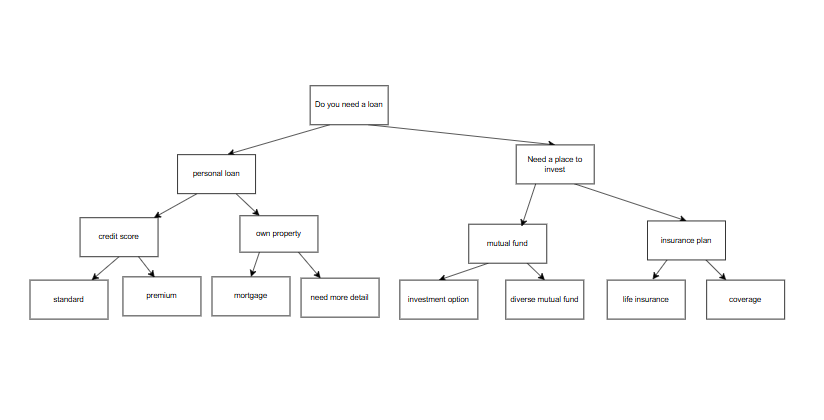 Do you need a loan
personal loan
Need a place to
invest
credit score
own property
mutual fund
insurance plan
standard
premium
mortgage
need more detail
investment option
diverse mutual fund
life insurance
coverage